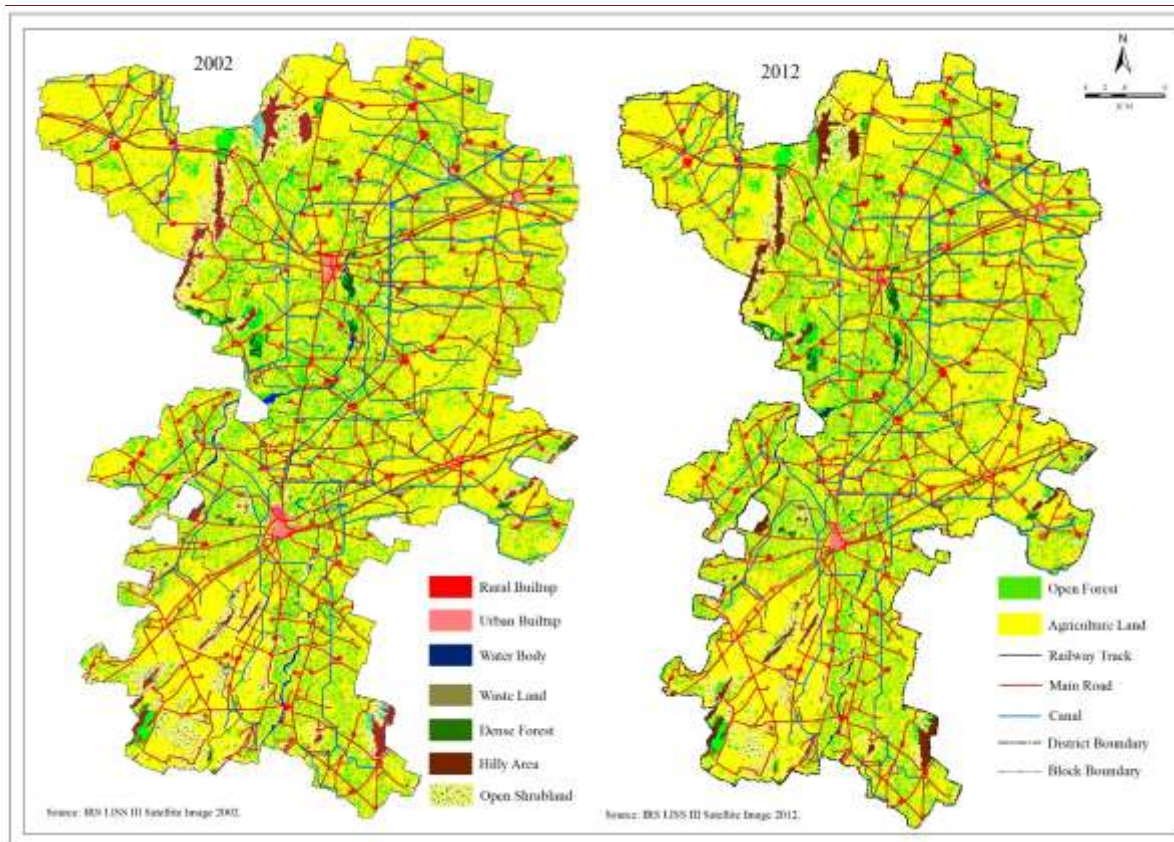 2002
2012
N
K M
Rural Builtup
Urban Builtup
Water Body
Waste Land
Dense Forest
Hilly Area
Open Shrubland
Open Forest
Agriculture Land
Railway Track
Main Road
Canal
District Boundary
Block Boundary
Source: IRS LISS III Satellite Image 2002.
Source: IRS LISS III Satellite Image 2012.